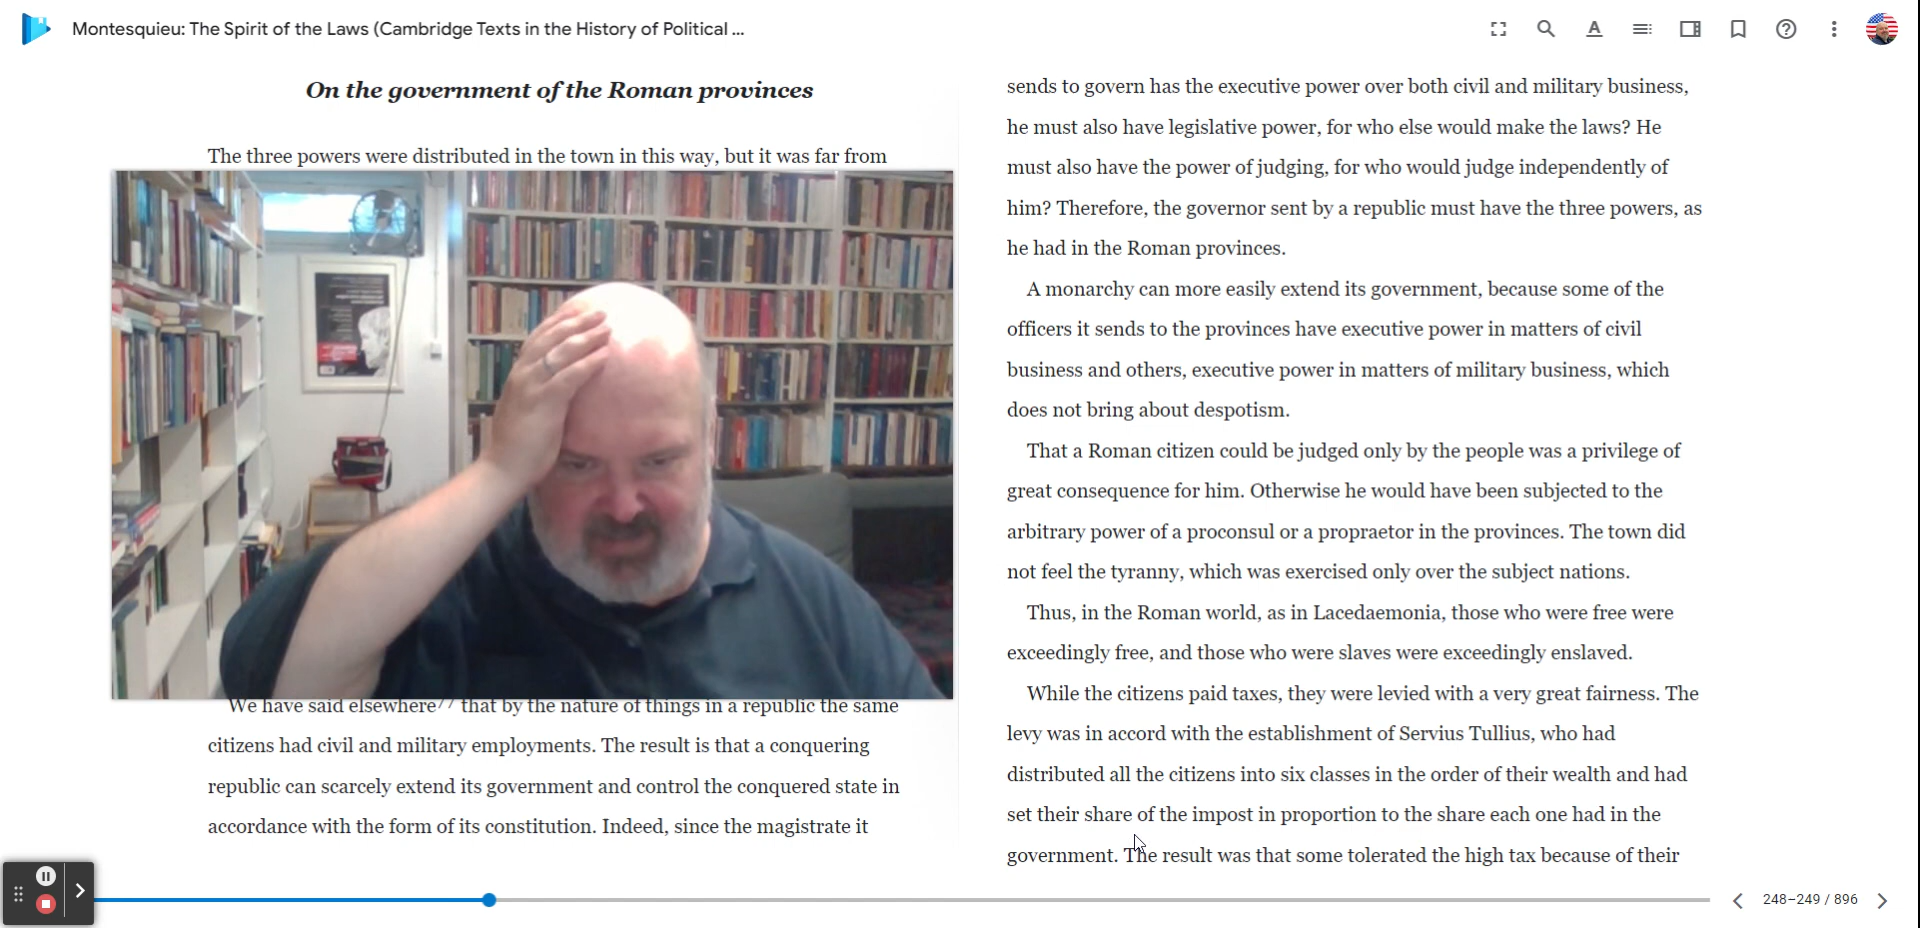 Montesquieu: The Spirit of the Laws (Cambridge Texts in the History of Political ...
On the government of the Roman provinces
The three powers were distributed in the town in this way, but it was far from
We have said elsewhere77 that by the nature of things in a republic the same
citizens had civil and military employments. The result is that a conquering
republic can scarcely extend its government and control the conquered state in
accordance with the form of its constitution. Indeed, since the magistrate it
sends to govern has the executive power over both civil and military business,
he must also have legislative power, for who else would make the laws? He
must also have the power of judging, for who would judge independently of
him? Therefore, the governor sent by a republic must have the three powers, as
he had in the Roman provinces.
A monarchy can more easily extend its government, because some of the
officers it sends to the provinces have executive power in matters of civil
business and others, executive power in matters of military business, which
does not bring about despotism.
That a Roman citizen could be judged only by the people was a privilege of
great consequence for him. Otherwise he would have been subjected to the
arbitrary power of a proconsul or a propraetor in the provinces. The town did
not feel the tyranny, which was exercised only over the subject nations.
Thus, in the Roman world, as in Lacedaemonia, those who were free were
exceedingly free, and those who were slaves were exceedingly enslaved.
While the citizens paid taxes, they were levied with a very great fairness. The
levy was in accord with the establishment of Servius Tullius, who had
distributed all the citizens into six classes in the order of their wealth and had
set their share of the impost in proportion to the share each one had in the
government. The result was that some tolerated the high tax because of their
248–249 / 896